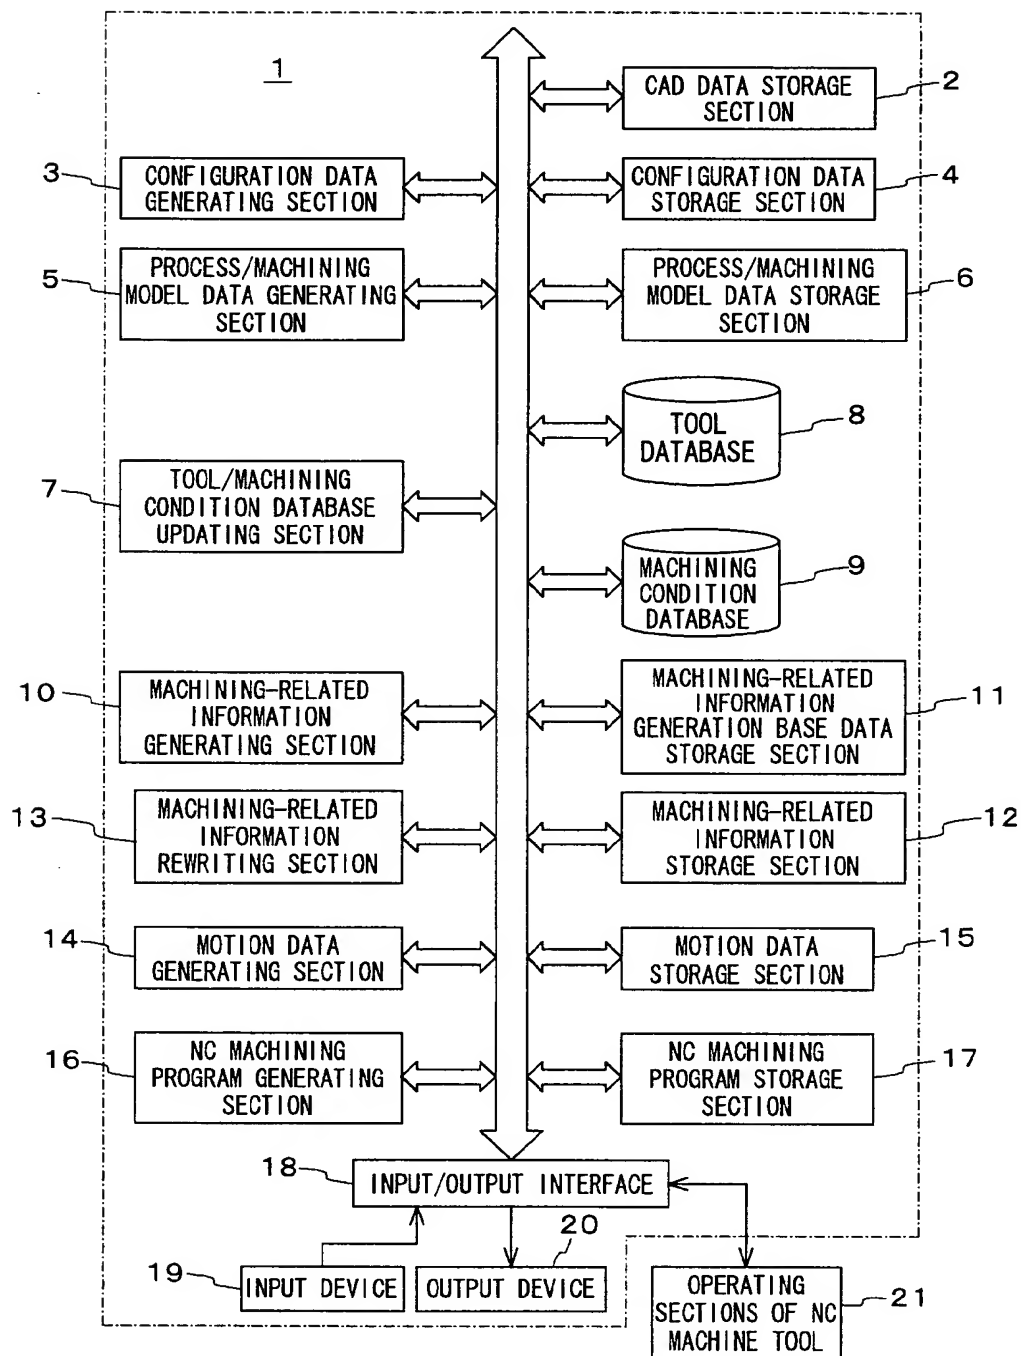 1
CAD DATA STORAGE
SECTION
2
3
CONFIGURATION DATA
GENERATING SECTION
CONFIGURATION DATA
STORAGE SECTION
4
5
PROCESS/MACHINING
MODEL DATA GENERATING
SECTION
PROCESS/MACHINING
MODEL DATA STORAGE
SECTION
6
TOOL
DATABASE
8
7
TOOL/MACHINING
CONDITION DATABASE
UPDATING SECTION
MACHINING
CONDITION
DATABASE
9
10
MACHINING-RELATED
INFORMATION
GENERATING SECTION
MACHINING-RELATED
INFORMATION
GENERATION BASE DATA
STORAGE SECTION
11
13
MACHINING-RELATED
INFORMATION
REWRITING SECTION
MACHINING-RELATED
INFORMATION
STORAGE SECTION
12
14
MOTION DATA
GENERATING SECTION
MOTION DATA
STORAGE SECTION
15
16
NC MACHINING
PROGRAM GENERATING
SECTION
NC MACHINING
PROGRAM STORAGE
SECTION
17
18
INPUT/OUTPUT INTERFACE
19
INPUT DEVICE
20
OUTPUT DEVICE
OPERATING
SECTIONS OF NC
MACHINE TOOL
21